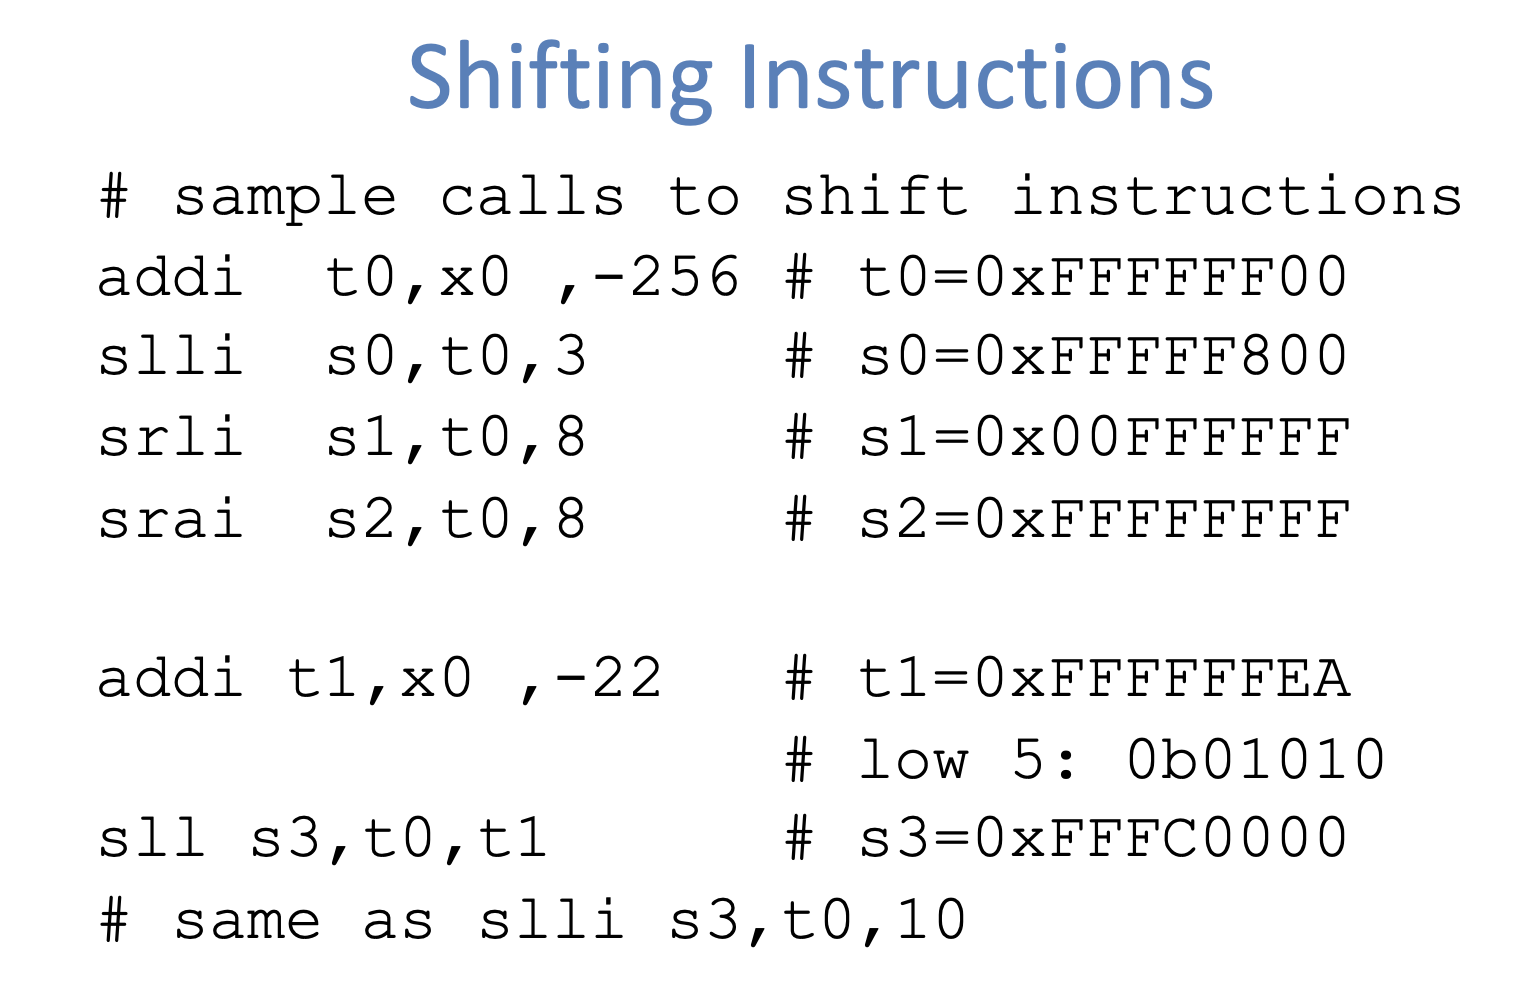 Shifting Instructions
# sample calls to shift instructions
addi  t0,x0 ,-256 # t0=0xFFFFFF00
slli  s0,t0,3     # s0=0xFFFFF800
srli  s1,t0,8     # s1=0x00FFFFFF
srai  s2,t0,8     # s2=0xFFFFFFFF
addi t1,x0 ,-22   # t1=0xFFFFFFEA
                  # low 5: 0b01010
sll s3,t0,t1      # s3=0xFFFC0000
# same as slli s3,t0,10